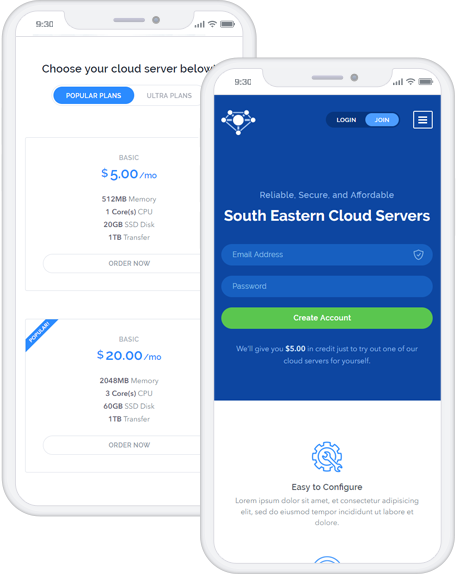 9:30
Choose your cloud server below!
POPULAR PLANS
ULTRA PLANS
BASIC
$5.00/mo
512MB Memory
1 Core(s) CPU
20GB SSD Disk
1TB Transfer
ORDER NOW
POPULAR!
BASIC
$20.00/mo
2048MB Memory
3 Core(s) CPU
60GB SSD Disk
1TB Transfer
ORDER NOW
9:30
LOGIN
JOIN
Reliable, Secure, and Affordable
South Eastern Cloud Servers
Email Address
Password
Create Account
We'll give you $5.00 in credit just to try out one of our
cloud servers for yourself.
Easy to Configure
Lorem ipsum dolor sit amet, et consectetur adipisicing
elit, sed do eiusmod tempor incididunt ut labore et
dolore.